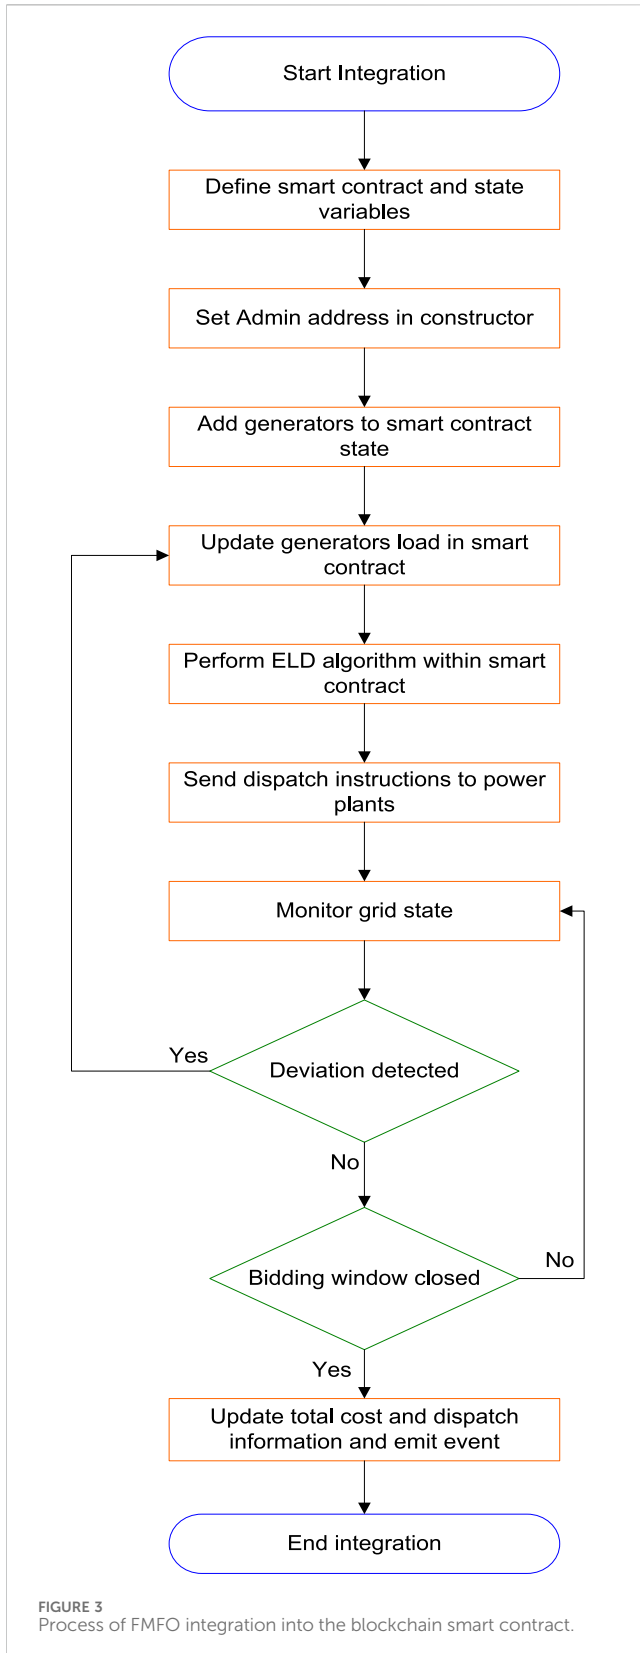 Start Integration
Define smart contract and state
variables
Set Admin address in constructor
Add generators to smart contract
state
Update generators load in smart
contract
Perform ELD algorithm within smart
contract
Send dispatch instructions to power
plants
Monitor grid state
Yes
Deviation detected
No
Bidding window closed
No
Yes
Update total cost and dispatch
information and emit event
End integration
FIGURE 3
Process of FMFO integration into the blockchain smart contract.